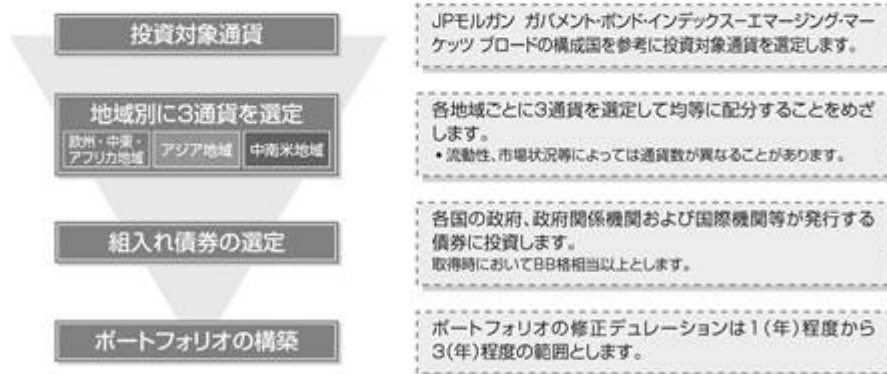 投資対象通貨
JPモルガン ガバメント・ボンド・インデックス－エマージング・マー
ケッツ ブロードの構成国を参考に投資対象通貨を選定します。
地域別に3通貨を選定
欧州・中東・
アフリカ地域
アジア地域
中南米地域
各地域ごとに3通貨を選定して均等に配分することをめざ
します。
• 流動性、市場状況等によっては通貨数が異なることがあります。
組入れ債券の選定
各国の政府、政府関係機関および国際機関等が発行する
債券に投資します。
取得時においてBB格相当以上とします。
ポートフォリオの構築
ポートフォリオの修正デュレーションは1(年)程度から
3(年)程度の範囲とします。